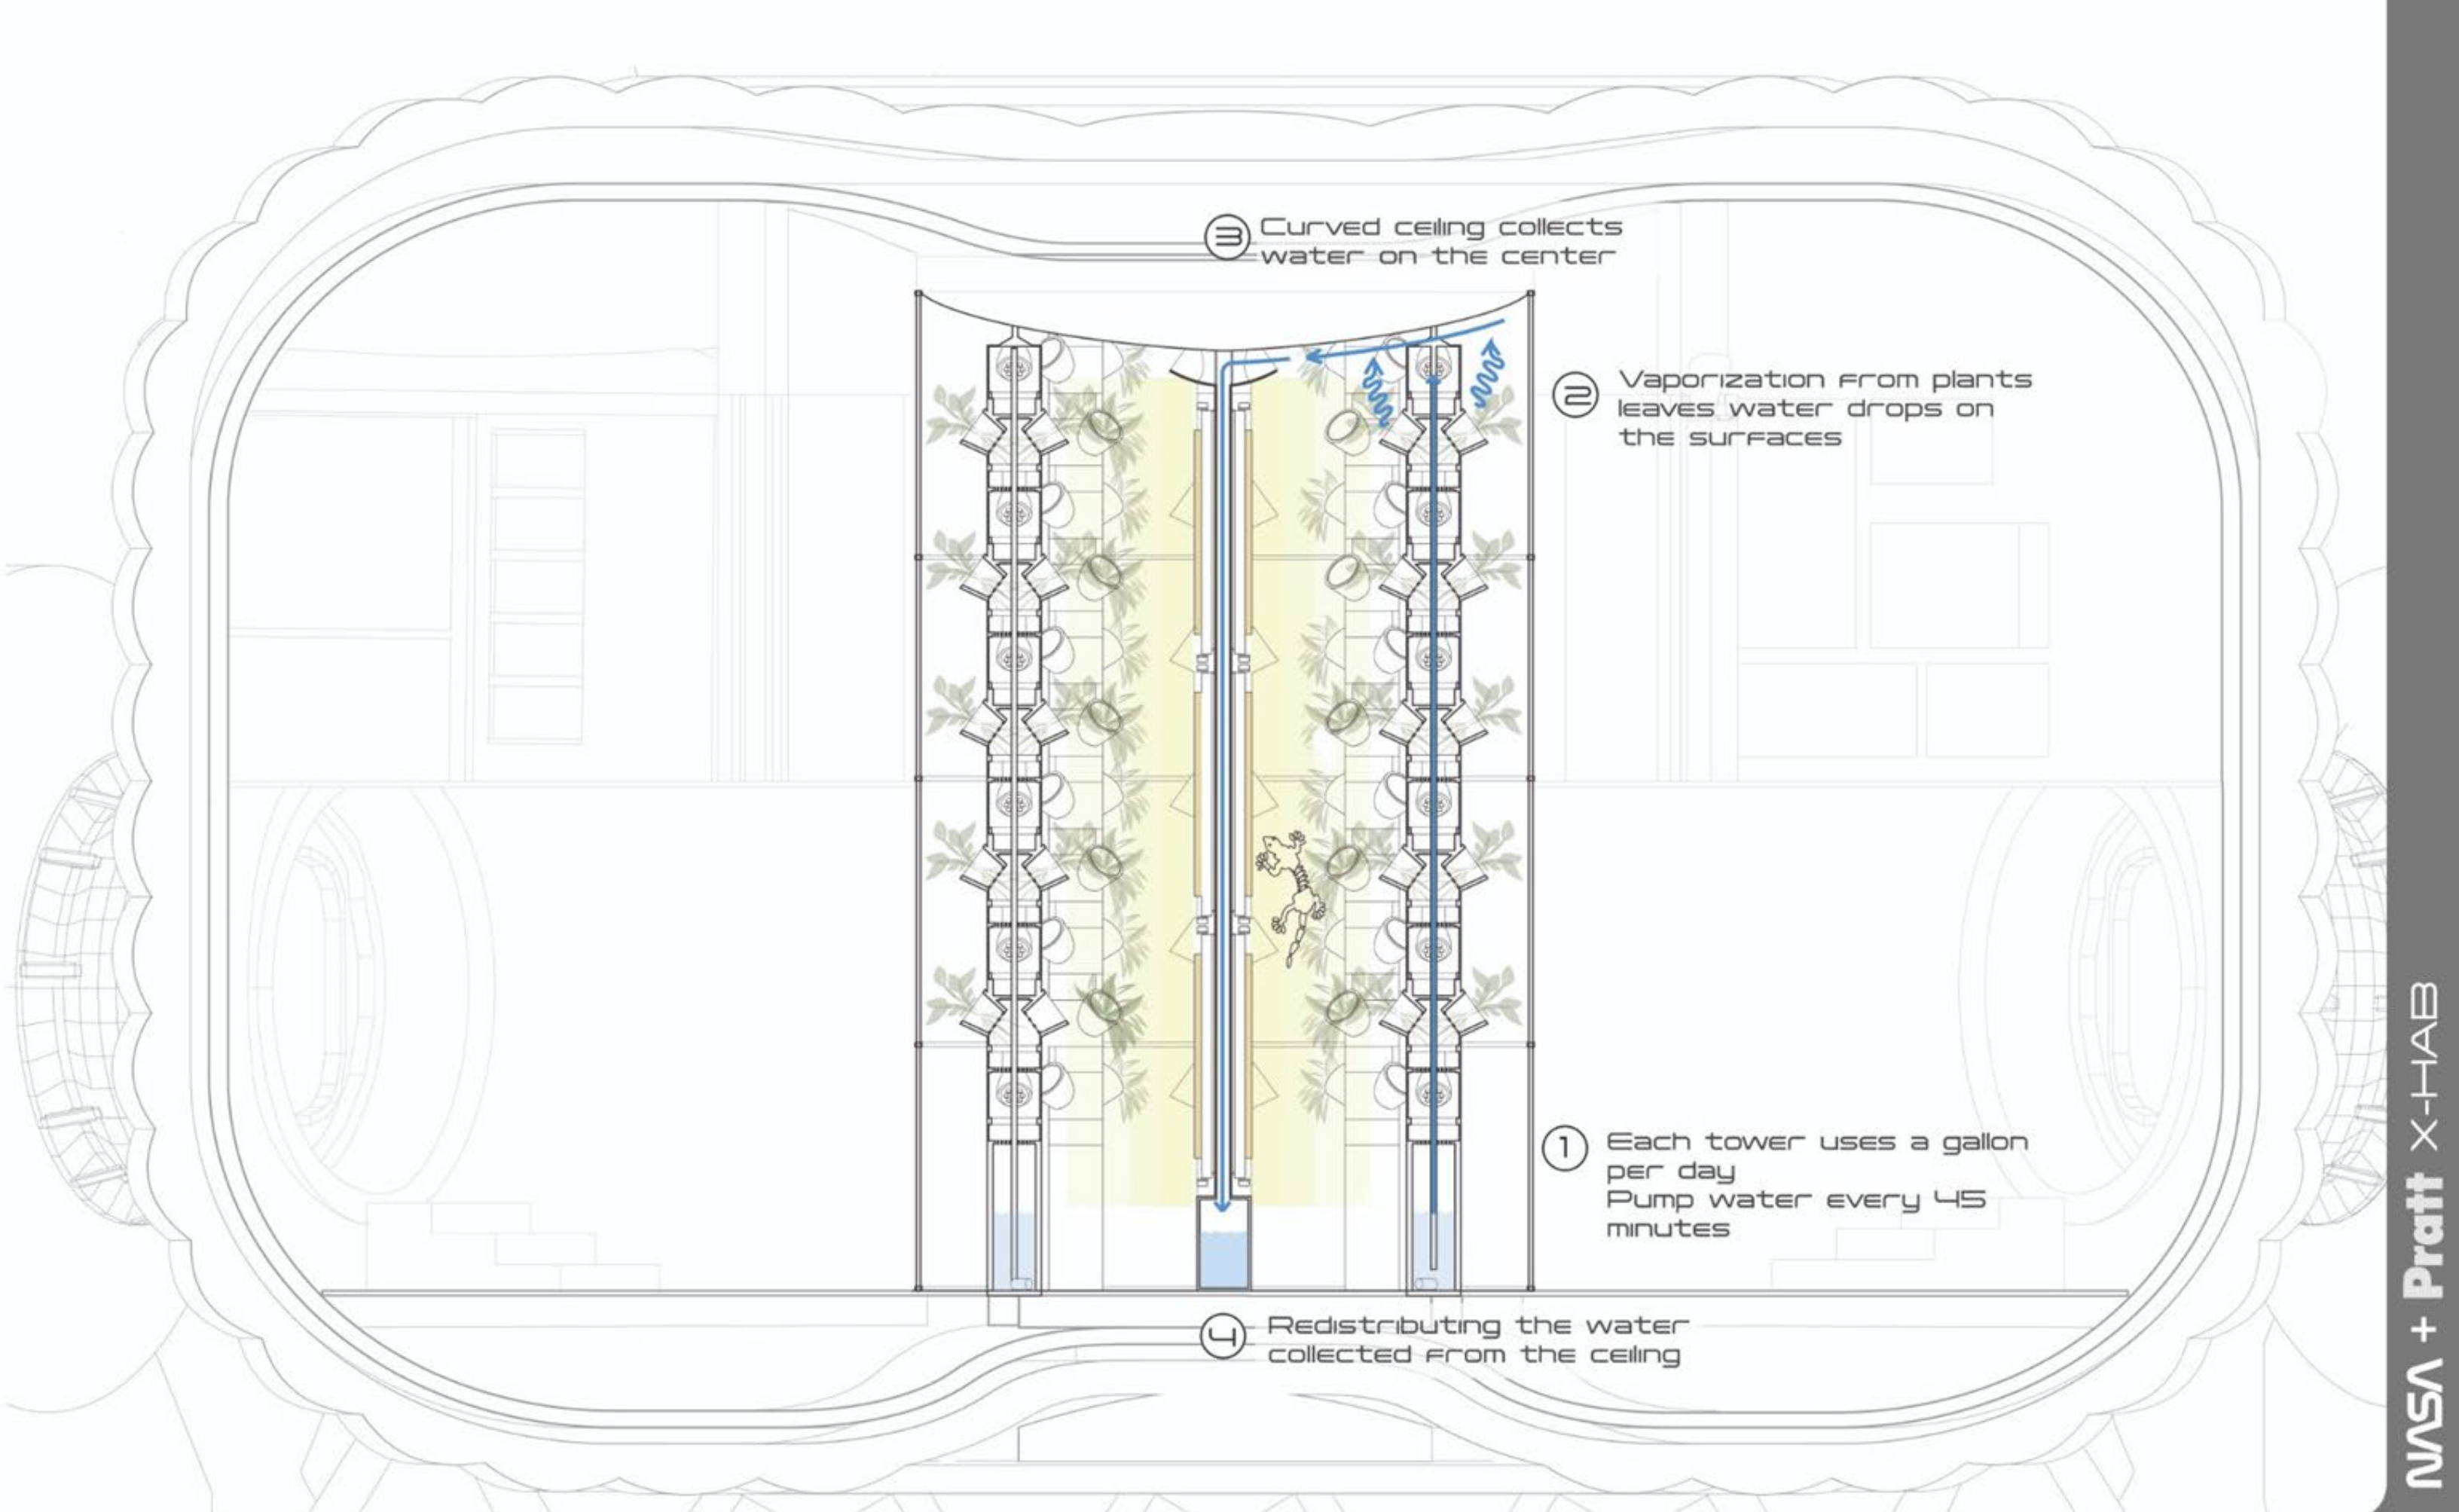 3 Curved ceiling collects
water on the center
2 Vaporization from plants
leaves water drops on
the surfaces
1 Each tower uses a gallon
per day
Pump water every 45
minutes
4 Redistributing the water
collected from the ceiling
NASA + Pratt X-HAB